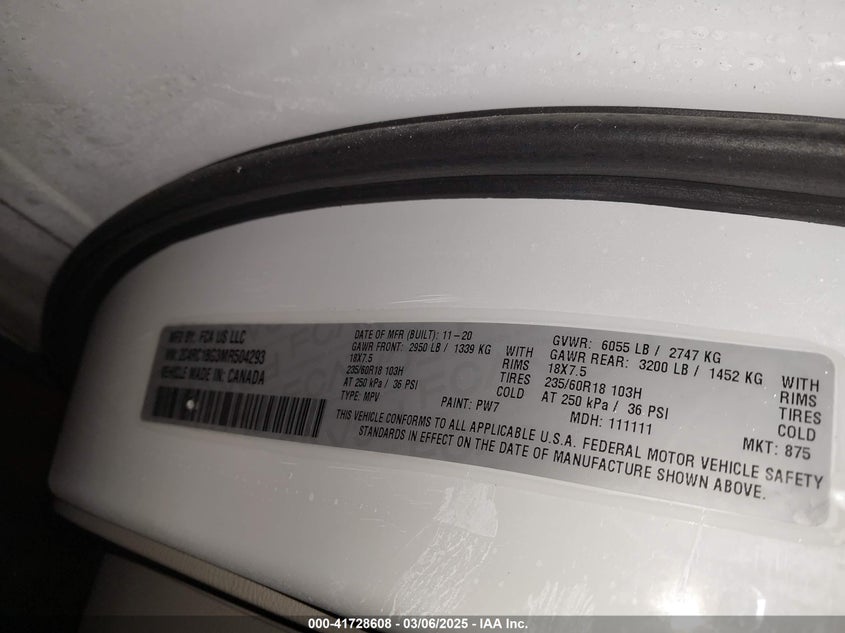 MFD BY: FCA US LLC
VIN: 2C4RC1BG3MR504293
VEHICLE MADE IN: CANADA
DATE OF MFR (BUILT): 11-20
GAWR FRONT: 2950 LB / 1339 KG WITH
18X7.5 RIMS
235/60R18 103H TIRES
AT 250 kPa / 36 PSI COLD
TYPE: MPV PAINT: PW7
GVWR: 6055 LB / 2747 KG
GAWR REAR: 3200 LB / 1452 KG WITH
18X7.5 RIMS
235/60R18 103H TIRES
AT 250 kPa / 36 PSI COLD
MDH: 111111 MKT: 875
THIS VEHICLE CONFORMS TO ALL APPLICABLE U.S.A. FEDERAL MOTOR VEHICLE SAFETY
STANDARDS IN EFFECT ON THE DATE OF MANUFACTURE SHOWN ABOVE.
000-41728608 - 03/06/2025 - IAA Inc.